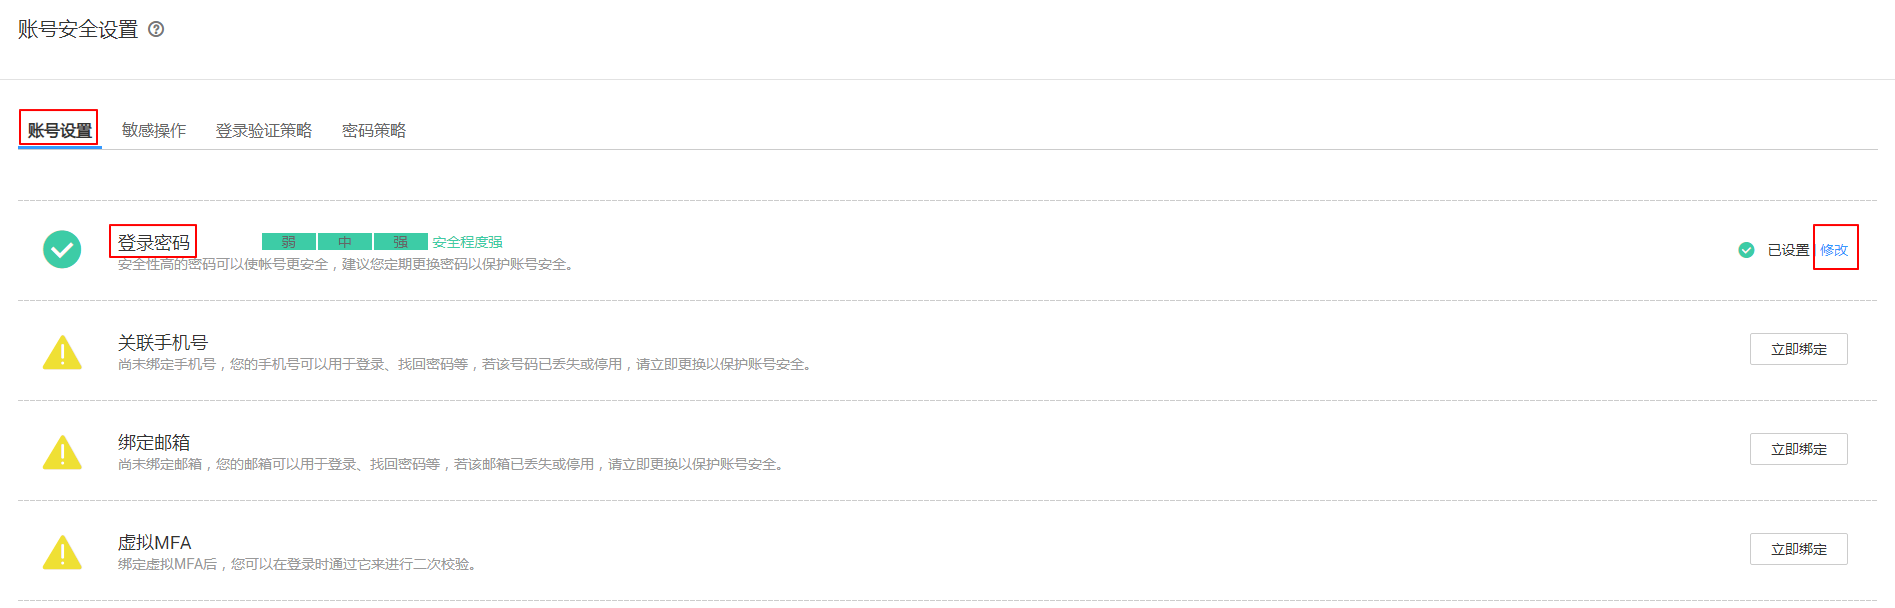 账号安全设置
账号设置 敏感操作 登录验证策略 密码策略
登录密码 弱 中 强 安全程度强
安全性高的密码可以使帐号更安全，建议您定期更换密码以保护账号安全。
已设置 | 修改
关联手机号
尚未绑定手机号，您的手机号可以用于登录、找回密码等，若该号码已丢失或停用，请立即更换以保护账号安全。
立即绑定
绑定邮箱
尚未绑定邮箱，您的邮箱可以用于登录、找回密码等，若该邮箱已丢失或停用，请立即更换以保护账号安全。
立即绑定
虚拟MFA
绑定虚拟MFA后，您可以在登录时通过它来进行二次校验。
立即绑定